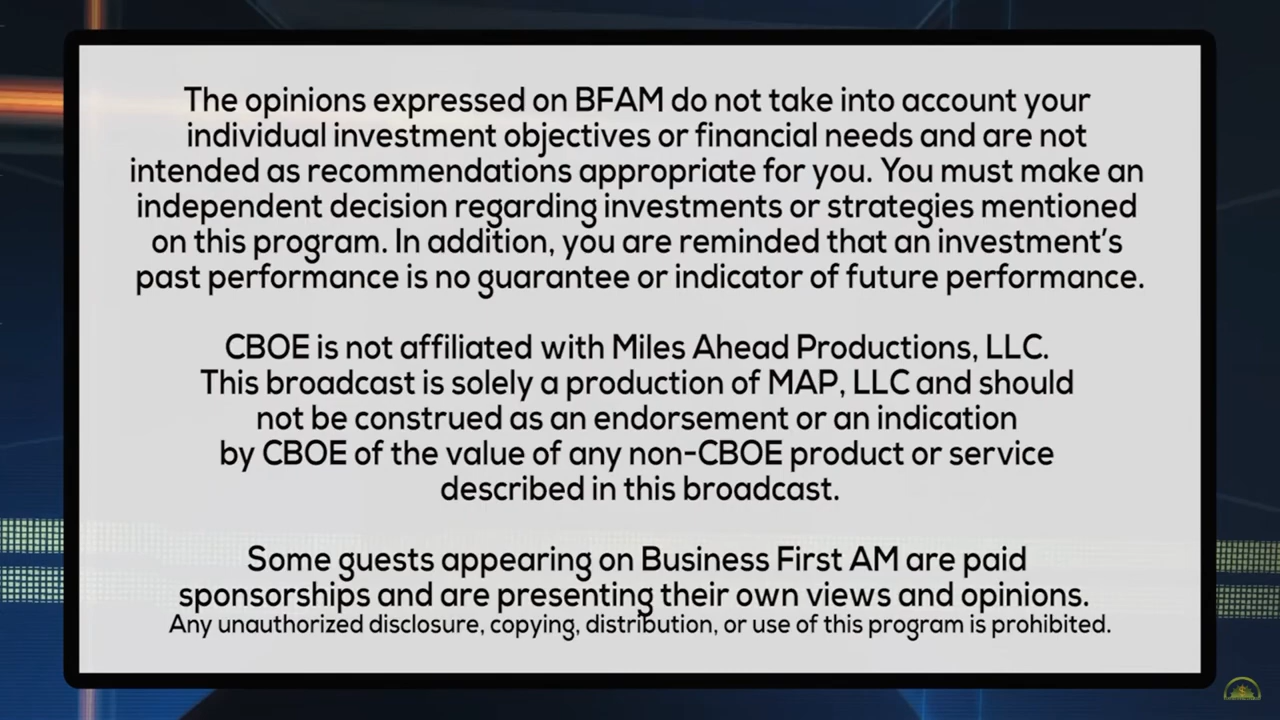 The opinions expressed on BFAM do not take into account your
individual investment objectives or financial needs and are not
intended as recommendations appropriate for you. You must make an
independent decision regarding investments or strategies mentioned
on this program. In addition, you are reminded that an investment's
past performance is no guarantee or indicator of future performance.
CBOE is not affiliated with Miles Ahead Productions, LLC.
This broadcast is solely a production of MAP, LLC and should
not be construed as an endorsement or an indication
by CBOE of the value of any non-CBOE product or service
described in this broadcast.
Some guests appearing on Business First AM are paid
sponsorships and are presenting their own views and opinions.
Any unauthorized disclosure, copying, distribution, or use of this program is prohibited.